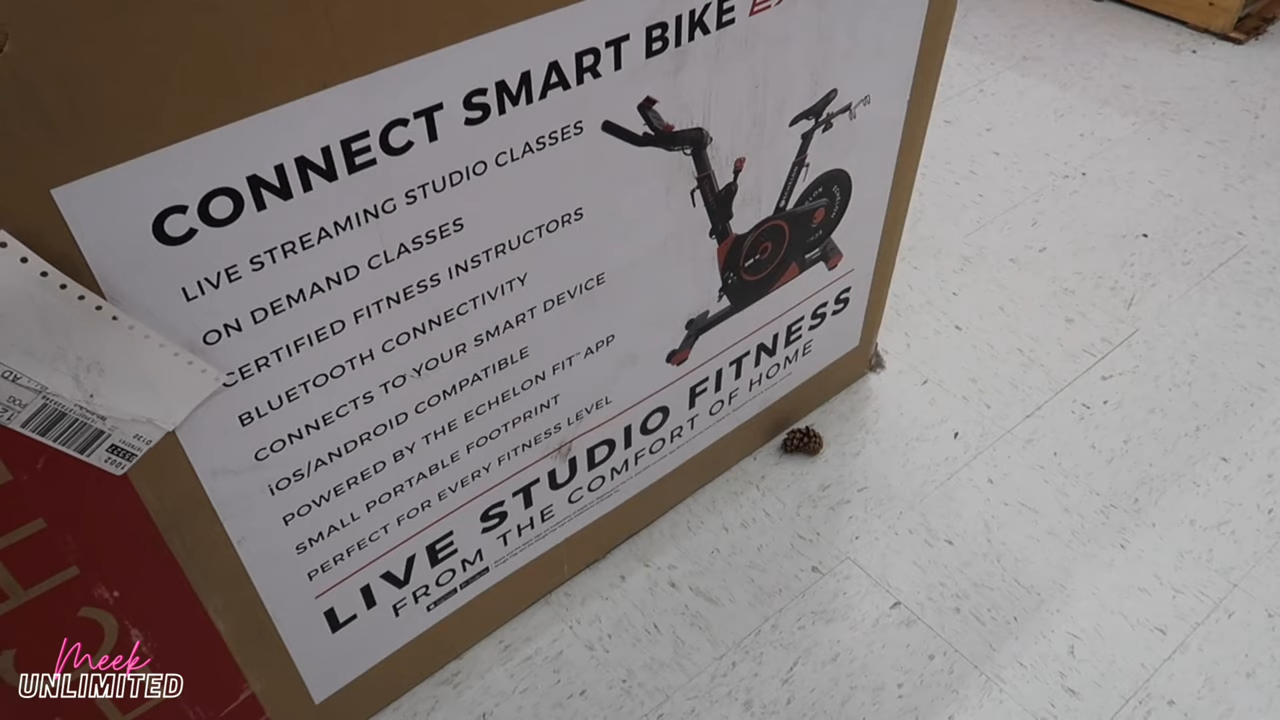 CONNECT SMART BIKE
LIVE STREAMING STUDIO CLASSES
ON DEMAND CLASSES
CERTIFIED FITNESS INSTRUCTORS
BLUETOOTH CONNECTIVITY
CONNECTS TO YOUR SMART DEVICE
iOS/ANDROID COMPATIBLE
POWERED BY THE ECHELON FIT™ APP
SMALL PORTABLE FOOTPRINT
PERFECT FOR EVERY FITNESS LEVEL
LIVE STUDIO FITNESS
FROM THE COMFORT OF HOME
Meek
UNLIMITED